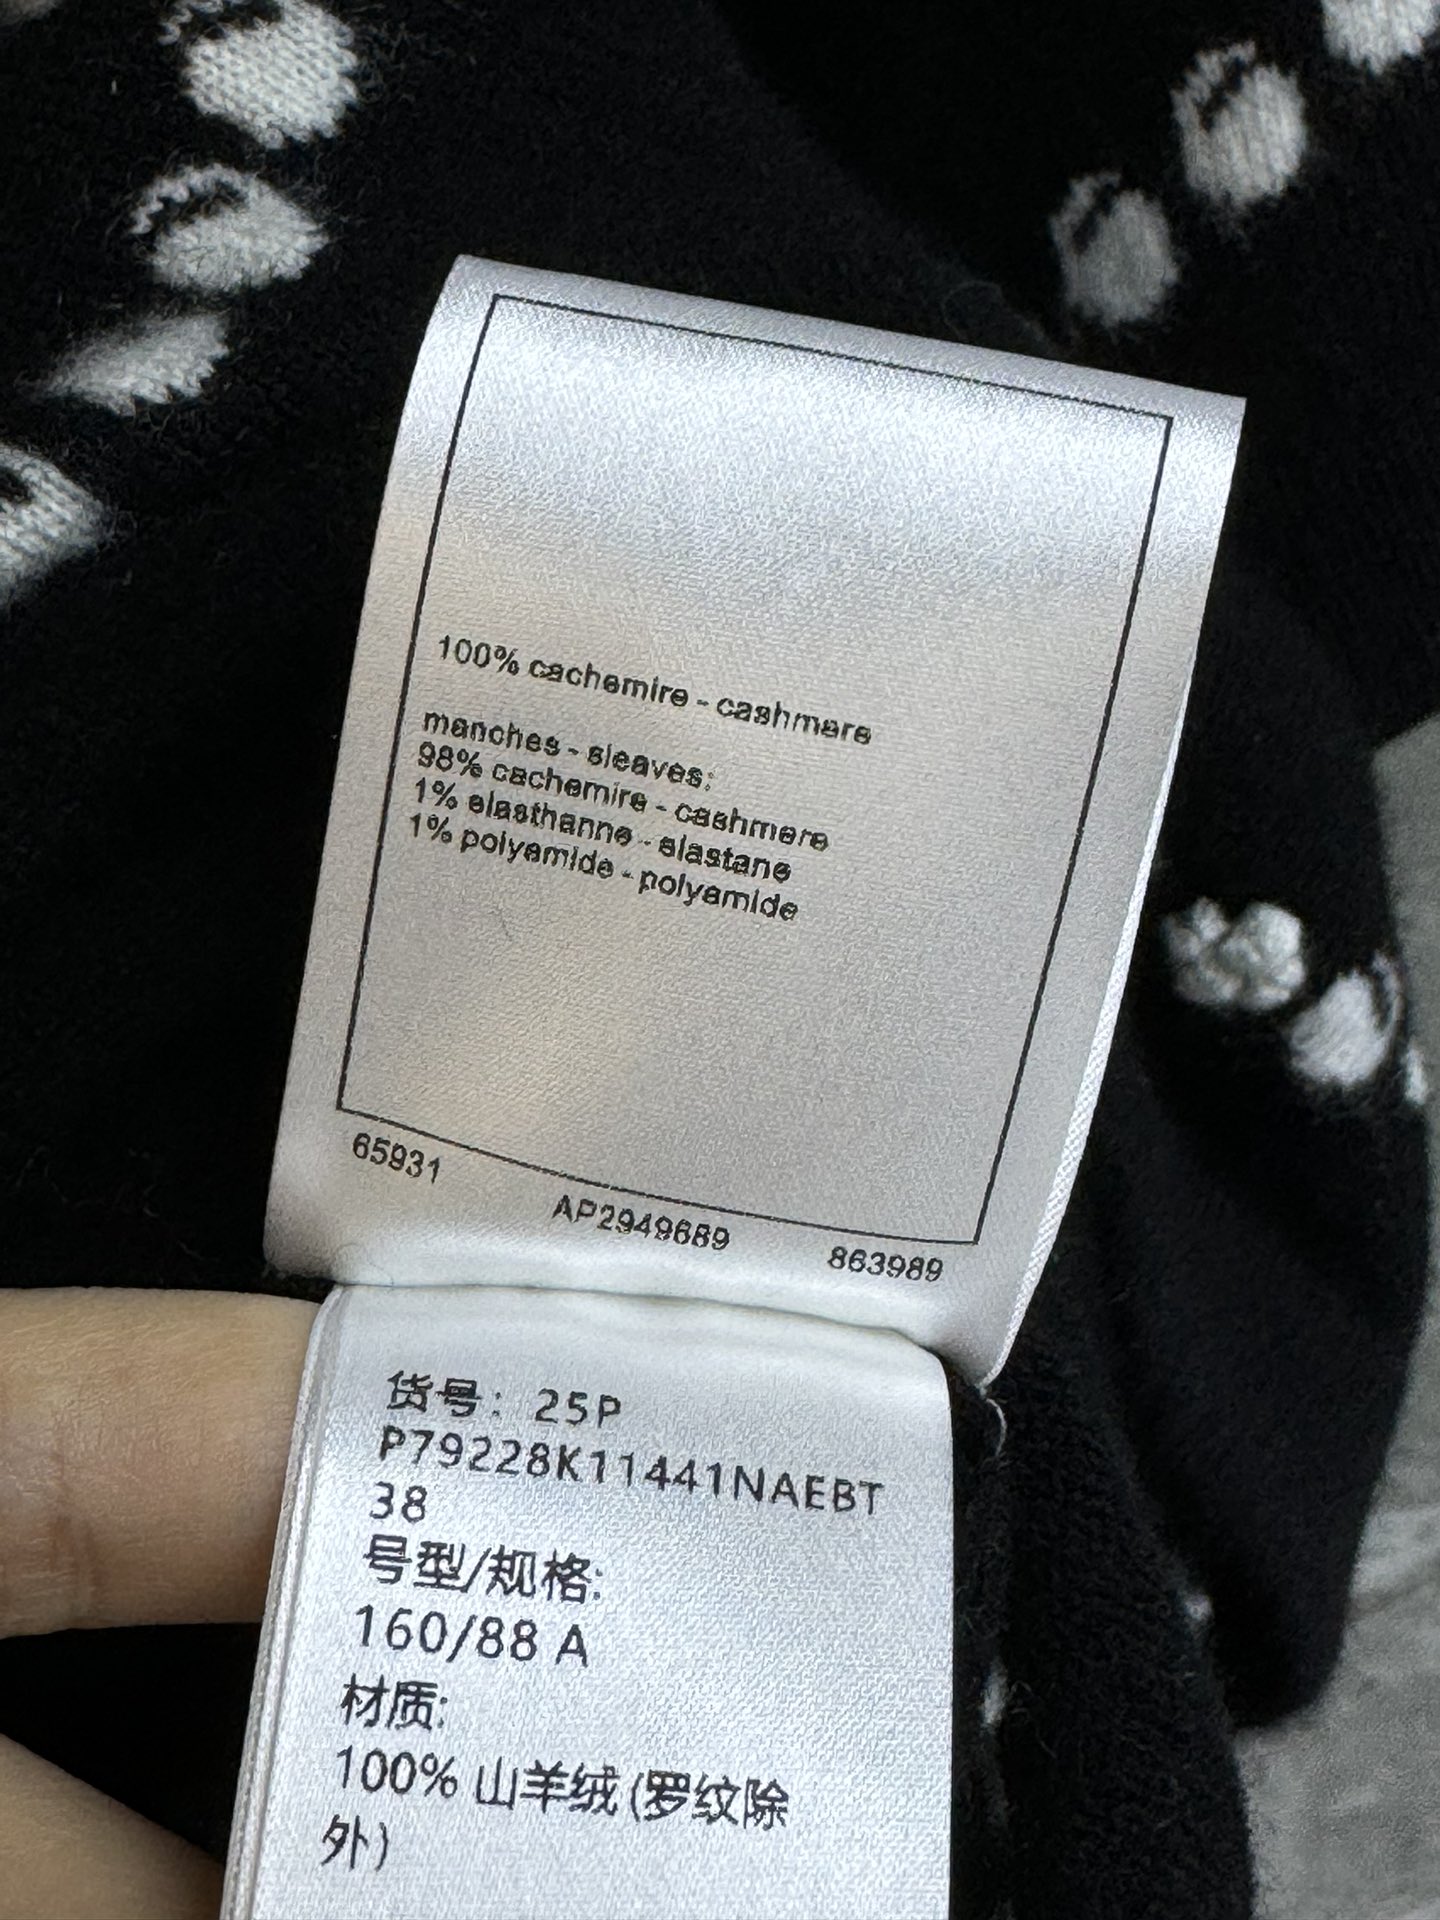 100% cachemire - cashmere
manches - sleeves:
98% cachemire - cashmere
1% elasthanne - elastane
1% polyamide - polyamide
65931 AP2949689 863989
货号: 25P
P79228K11441NAEBT
38
号型/规格:
160/88 A
材质:
100% 山羊绒(罗纹除
外)